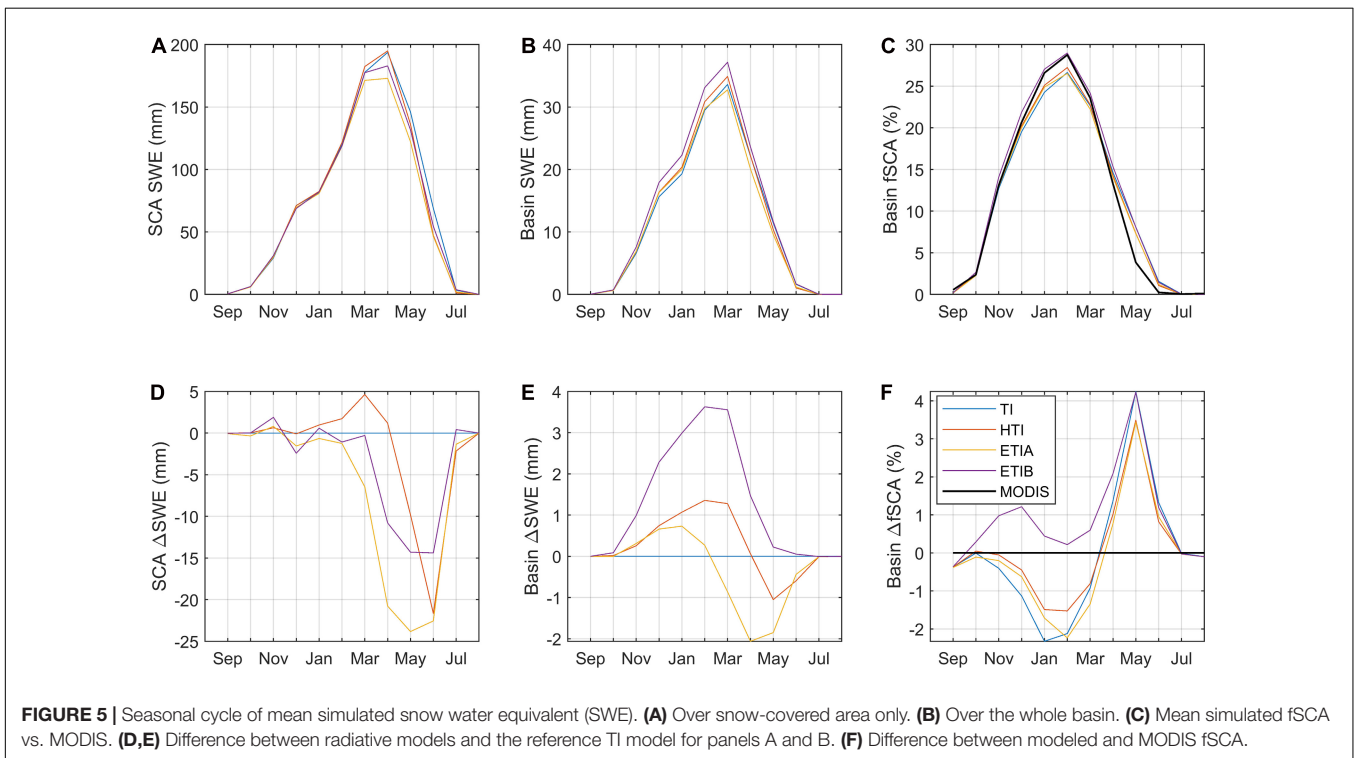 A
SCA SWE (mm)
200
150
100
50
0
Sep Nov Jan Mar May Jul
B
Basin SWE (mm)
40
30
20
10
0
Sep Nov Jan Mar May Jul
C
Basin fSCA (%)
30
25
20
15
10
5
0
Sep Nov Jan Mar May Jul
D
SCA ΔSWE (mm)
5
0
-5
-10
-15
-20
-25
Sep Nov Jan Mar May Jul
E
Basin ΔSWE (mm)
4
3
2
1
0
-1
-2
Sep Nov Jan Mar May Jul
F
Basin ΔfSCA (%)
4
3
2
1
0
-1
-2
TI
HTI
ETIA
ETIB
MODIS
Sep Nov Jan Mar May Jul
FIGURE 5 | Seasonal cycle of mean simulated snow water equivalent (SWE). (A) Over snow-covered area only. (B) Over the whole basin. (C) Mean simulated fSCA
vs. MODIS. (D,E) Difference between radiative models and the reference TI model for panels A and B. (F) Difference between modeled and MODIS fSCA.